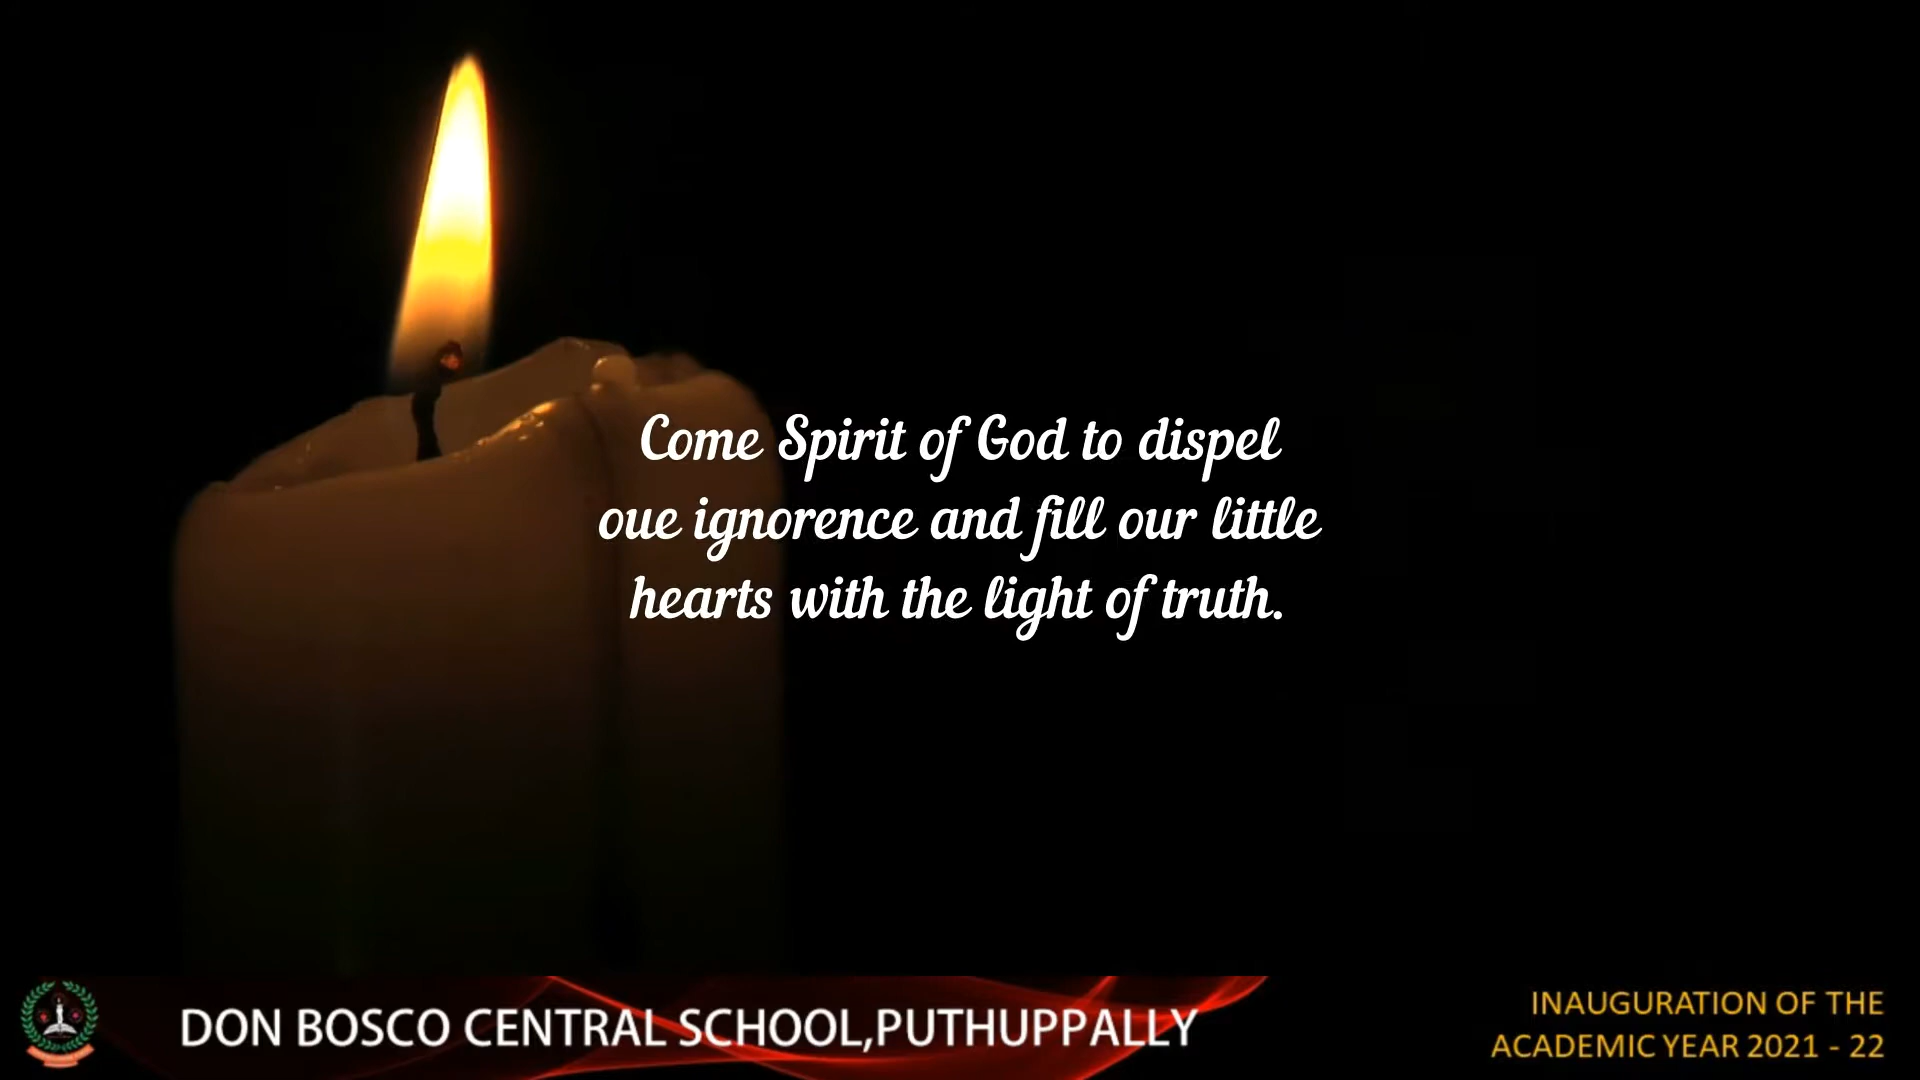 Come Spirit of God to dispel
oue ignorence and fill our little
hearts with the light of truth.
DON BOSCO CENTRAL SCHOOL,PUTHUPPALLY
INAUGURATION OF THE
ACADEMIC YEAR 2021 - 22